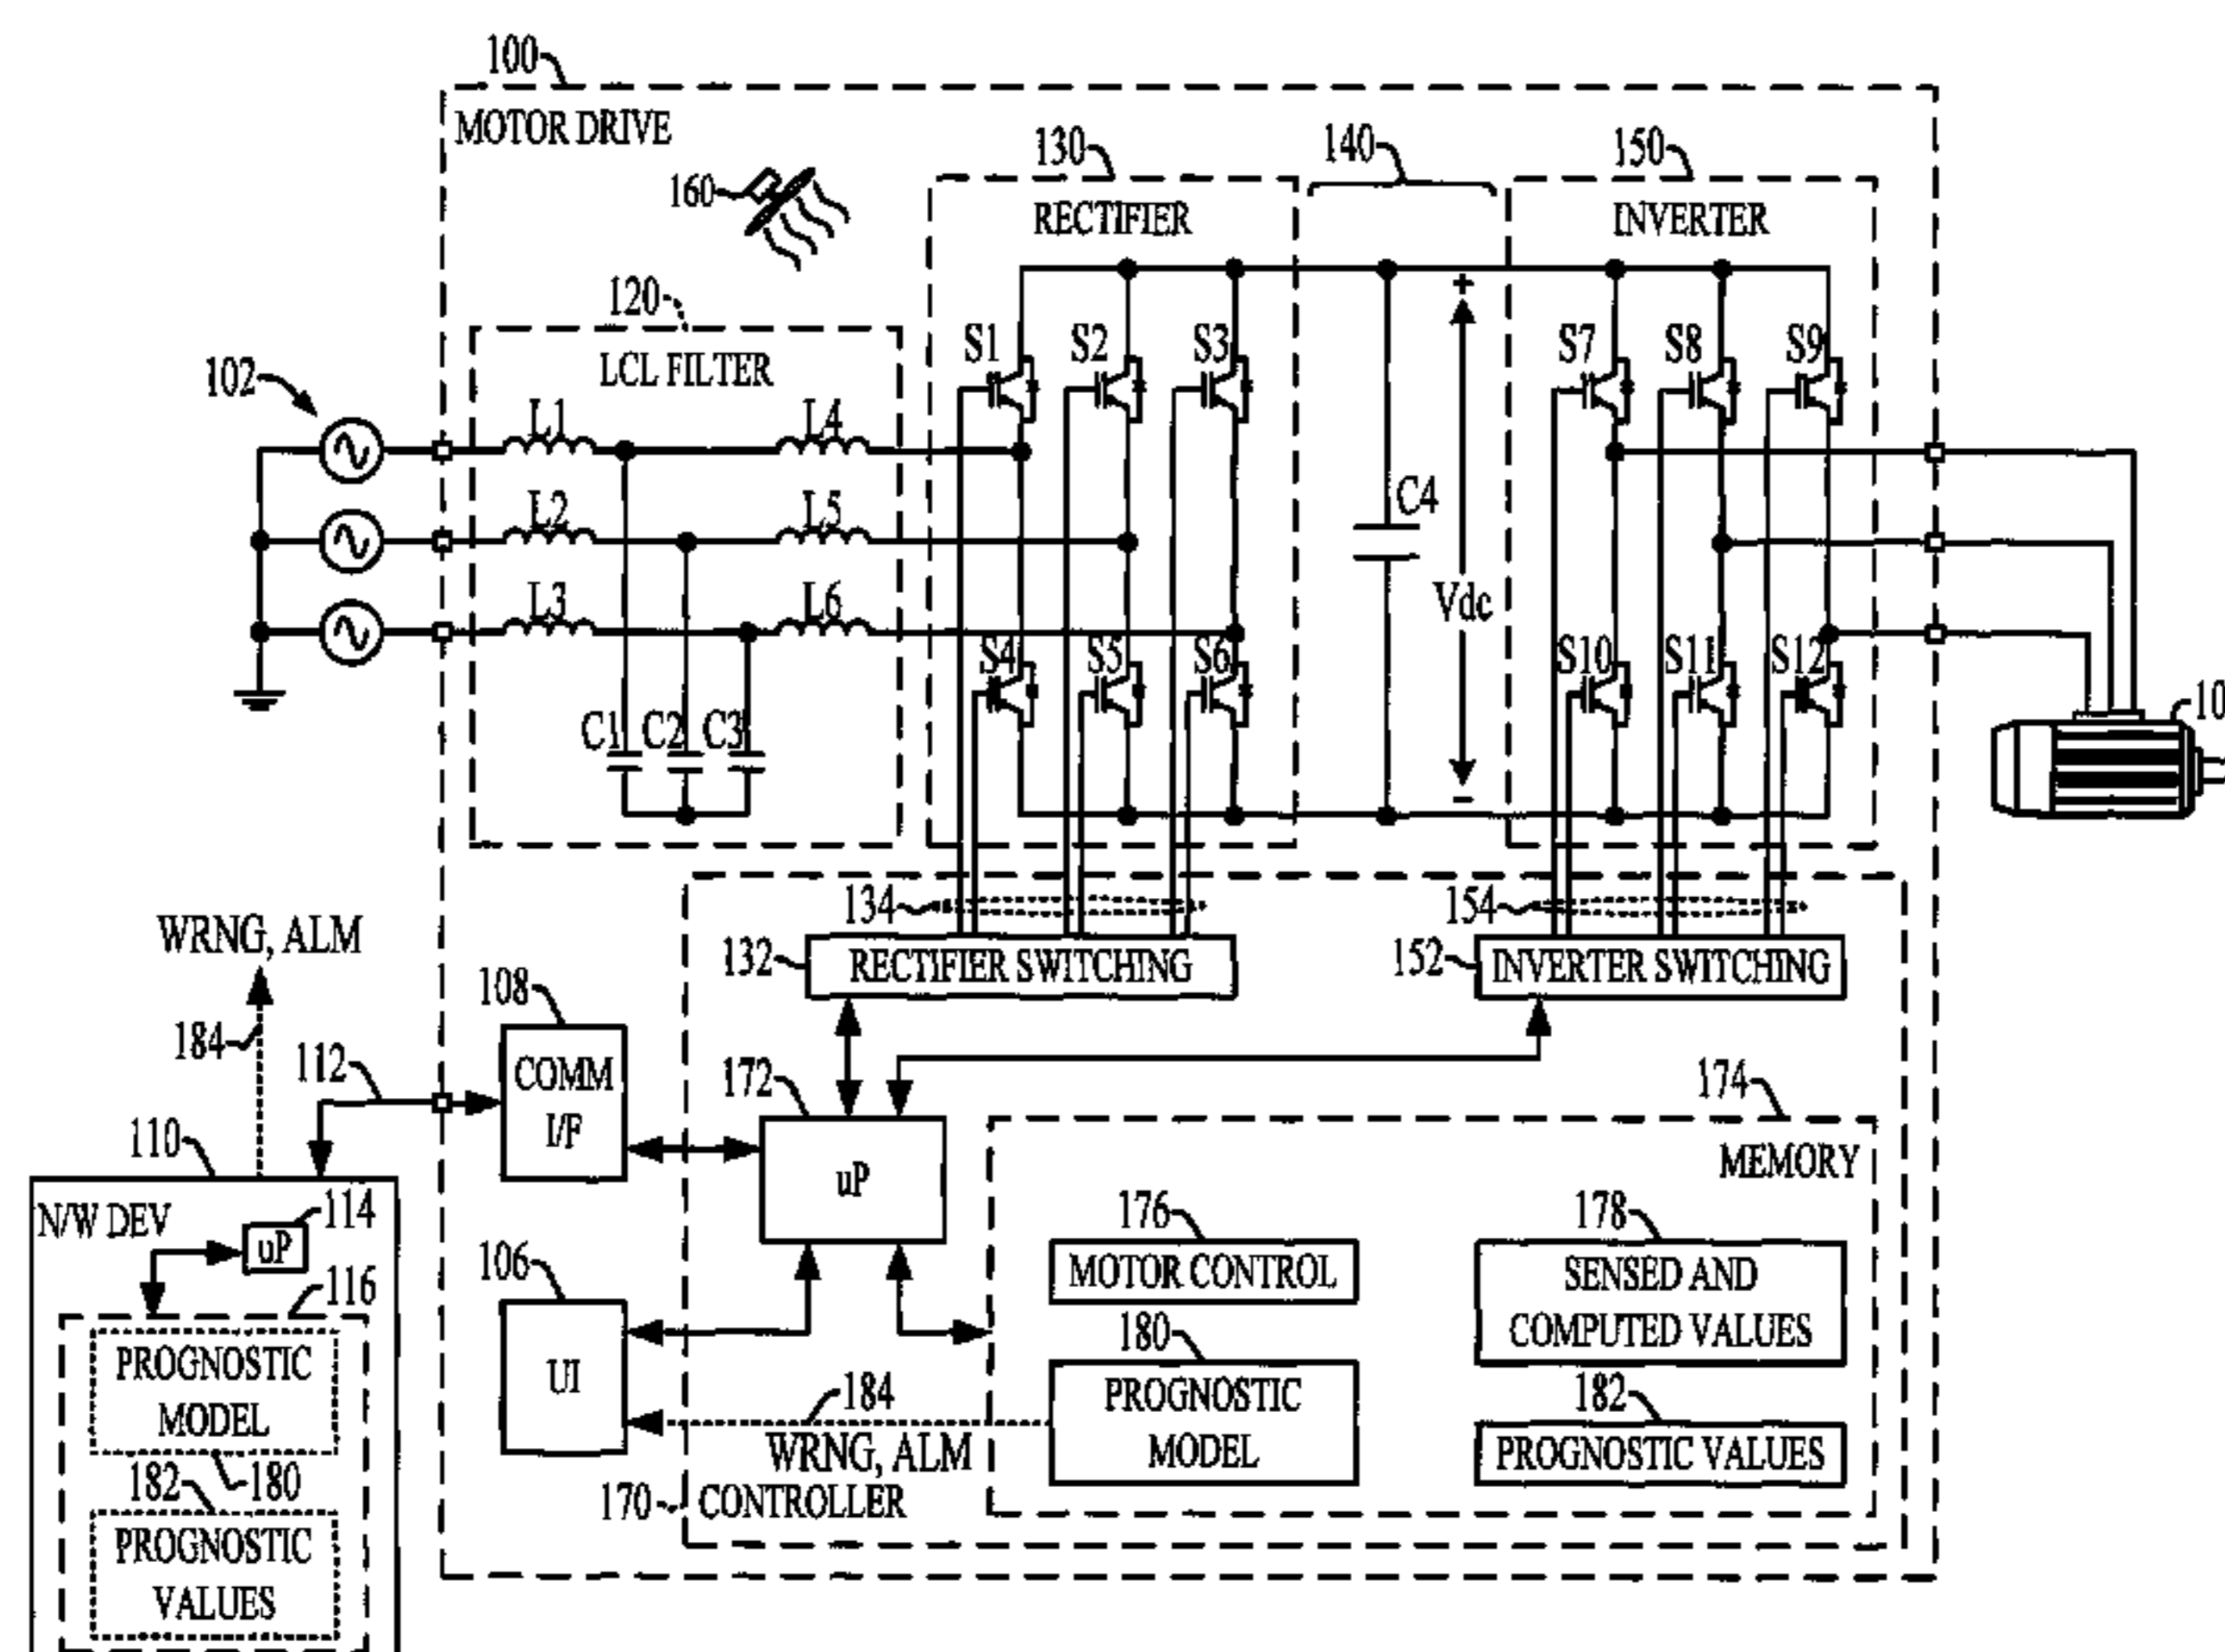 100
MOTOR DRIVE
160
130
RECTIFIER
140
150
INVERTER
120
LCL FILTER
102
L1
L4
L2
L5
L3
L6
C1
C2
C3
S1
S2
S3
S4
S5
S6
+
C4
Vdc
–
S7
S8
S9
S10
S11
S12
10
134
132
RECTIFIER SWITCHING
154
152
INVERTER SWITCHING
WRNG, ALM
184
112
108
COMM
I/F
172
uP
174
MEMORY
176
MOTOR CONTROL
178
SENSED AND
COMPUTED VALUES
180
PROGNOSTIC
MODEL
182
PROGNOSTIC VALUES
106
UI
184
WRNG, ALM
170
CONTROLLER
110
N/W DEV
114
uP
116
PROGNOSTIC
MODEL
182
180
PROGNOSTIC
VALUES